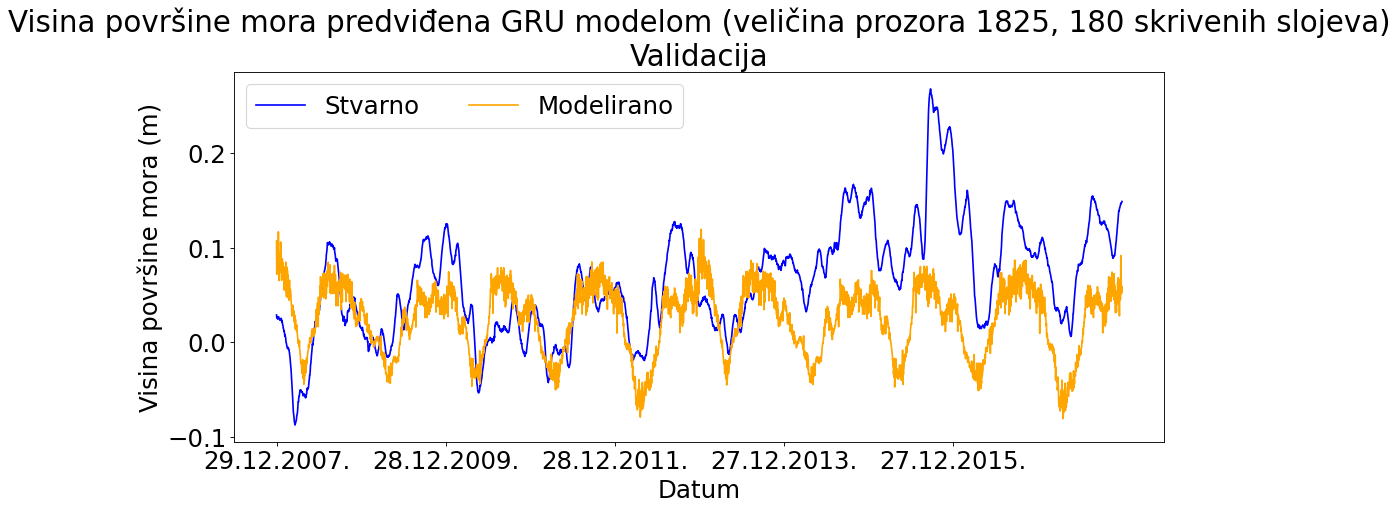 Visina površine mora predviđena GRU modelom (veličina prozora 1825, 180 skrivenih slojeva)
Validacija
Stvarno
Modelirano
Visina površine mora (m)
0.2
0.1
0.0
−0.1
29.12.2007.
28.12.2009.
28.12.2011.
27.12.2013.
27.12.2015.
Datum